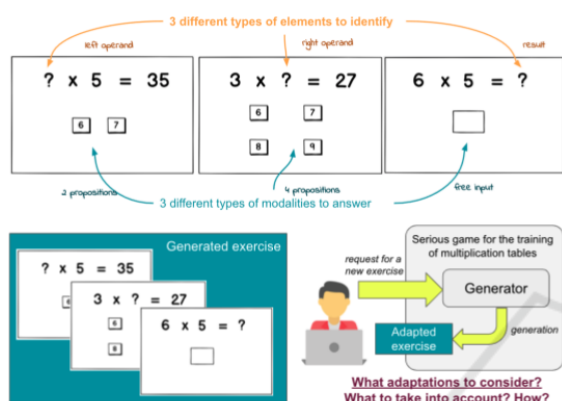 3 different types of elements to identify
left operand
right operand
result
? x 5 = 35
3 x ? = 27
6 x 5 = ?
6 7
6 7
8 9
2 propositions
4 propositions
free input
3 different types of modalities to answer
Generated exercise
? x 5 = 35
6
3 x ? = 27
6
8
6 x 5 = ?
Serious game for the training
of multiplication tables
request for a
new exercise
Generator
generation
Adapted
exercise
What adaptations to consider?
What to take into account? How?